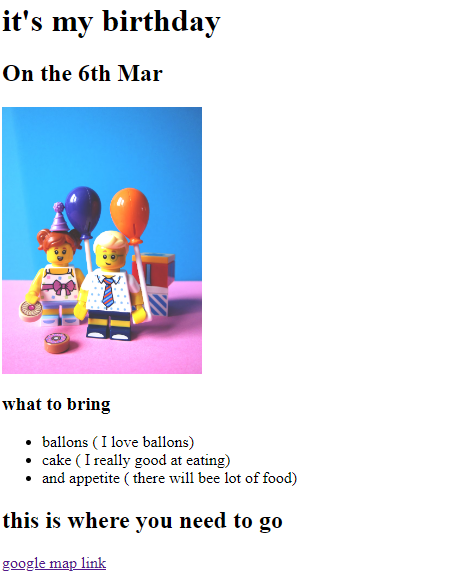 it's my birthday
On the 6th Mar
what to bring
ballons ( I love ballons)
cake ( I really good at eating)
and appetite ( there will bee lot of food)
this is where you need to go
google map link